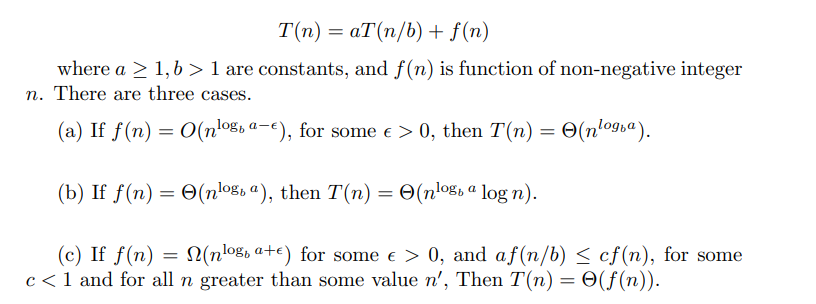 T(n) = aT(n/b) + f(n)
where a ≥ 1, b > 1 are constants, and f(n) is function of non-negative integer
n. There are three cases.
(a) If f(n) = O(n^{log_b a−ϵ}), for some ϵ > 0, then T(n) = Θ(n^{log_b a}).
(b) If f(n) = Θ(n^{log_b a}), then T(n) = Θ(n^{log_b a} log n).
(c) If f(n) = Ω(n^{log_b a+ϵ}) for some ϵ > 0, and af(n/b) ≤ cf(n), for some
c < 1 and for all n greater than some value n′, Then T(n) = Θ(f(n)).